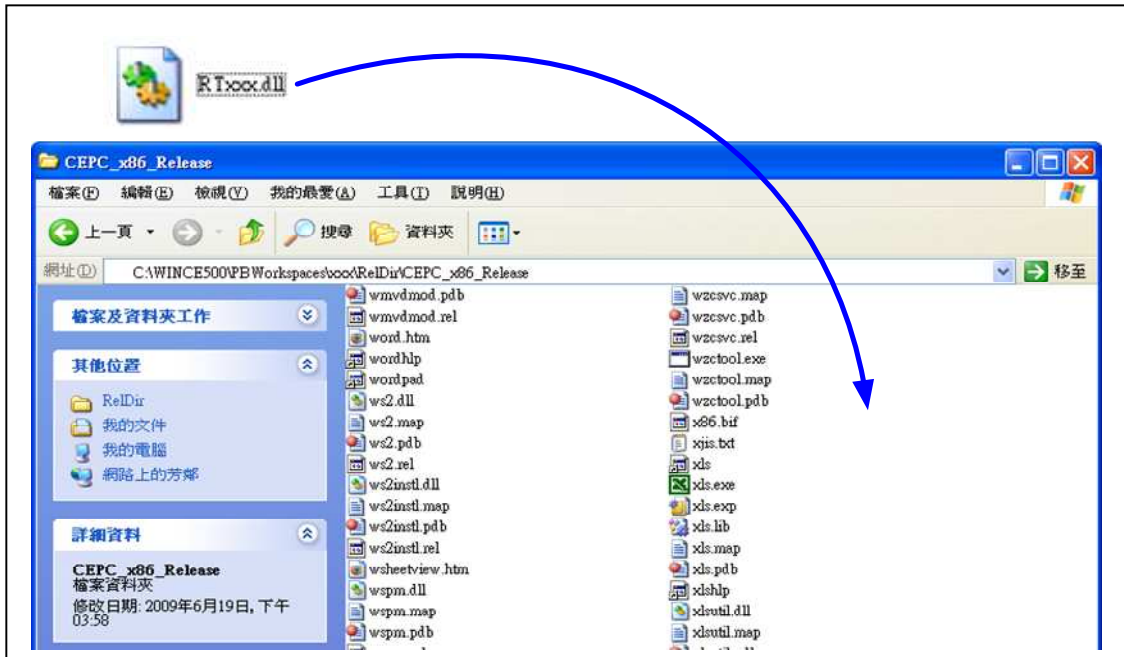 RTxxx.dll
CEPC_x86_Release
檔案(F) 編輯(E) 檢視(V) 我的最愛(A) 工具(T) 說明(H)
上一頁 搜尋 資料夾
網址(D) C:\WINCE500\PBWorkspaces\xxx\RelDir\CEPC_x86_Release 移至
檔案及資料夾工作
其他位置
RelDir
我的文件
我的電腦
網路上的芳鄰
詳細資料
CEPC_x86_Release
檔案資料夾
修改日期: 2009年6月19日, 下午
03:58
wmvdmod.pdb
wmvdmod.rel
word.htm
wordhlp
wordpad
ws2.dll
ws2.map
ws2.pdb
ws2.rel
ws2instl.dll
ws2instl.map
ws2instl.pdb
ws2instl.rel
wsheetview.htm
wspm.dll
wspm.map
wspm.pdb
wzcsvc.map
wzcsvc.pdb
wzcsvc.rel
wzctool.exe
wzctool.map
wzctool.pdb
x86.bif
xjis.txt
xls
xls.exe
xls.exp
xls.lib
xls.map
xls.pdb
xlshlp
xlsutil.dll
xlsutil.map